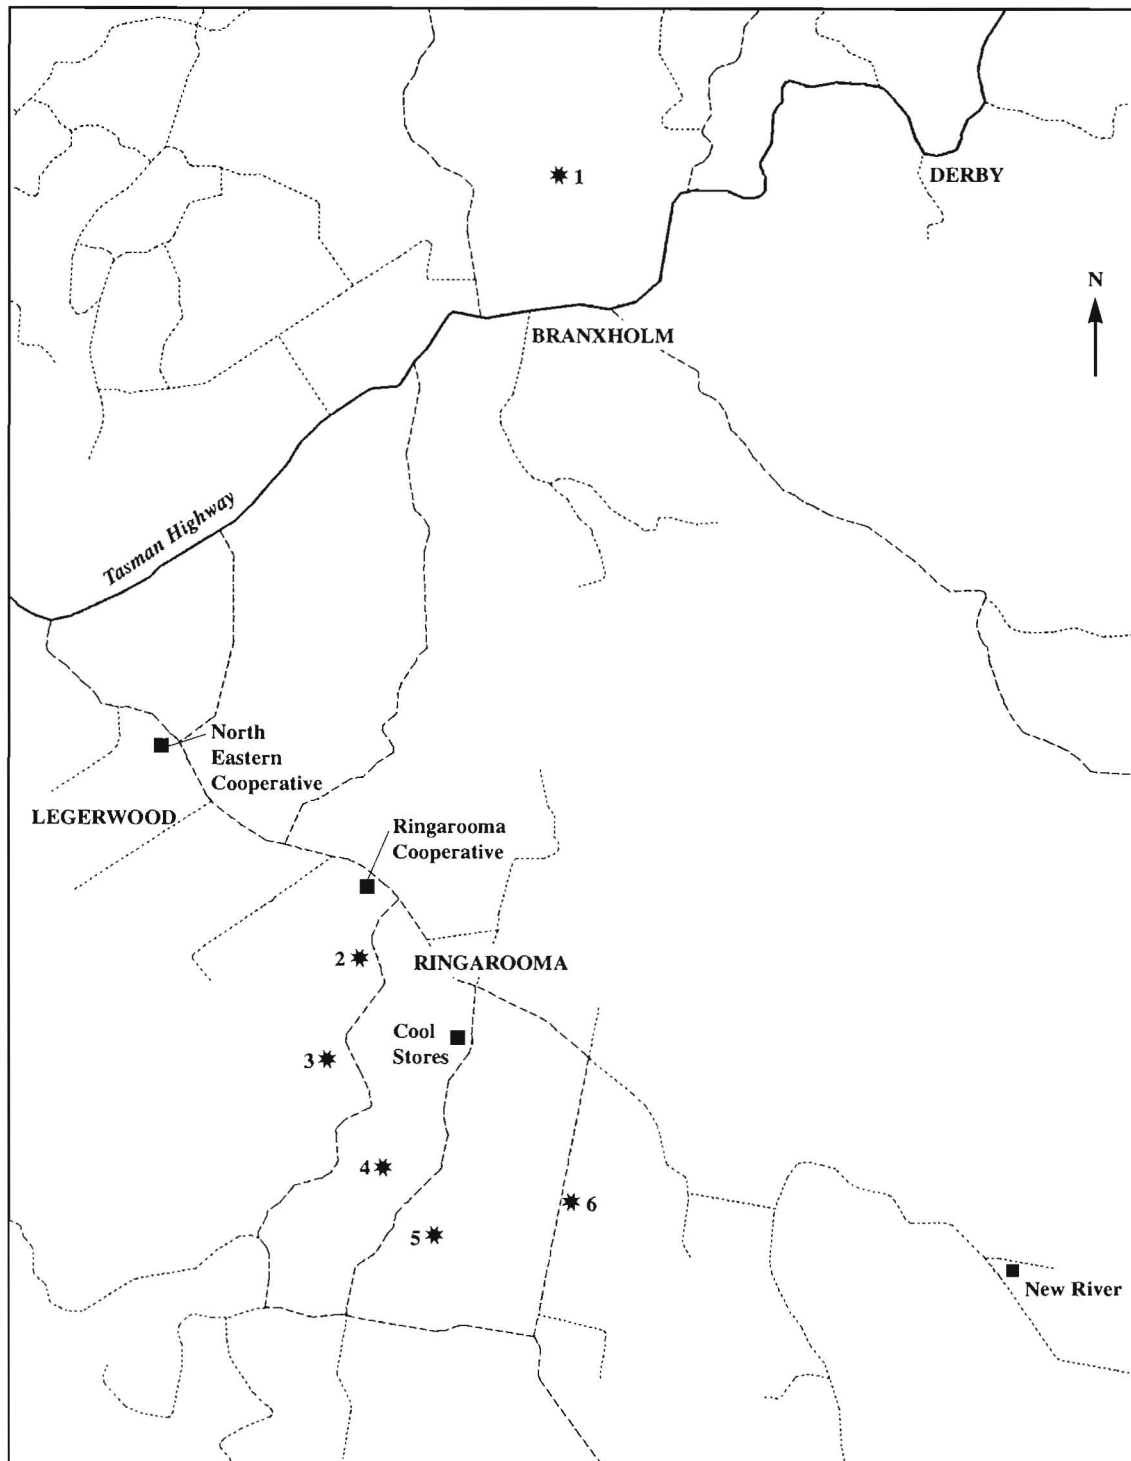 1
DERBY
N
BRANXHOLM
Tasman Highway
North
Eastern
Cooperative
LEGERWOOD
Ringarooma
Cooperative
2
RINGAROOMA
Cool
Stores
3
4
6
5
New River